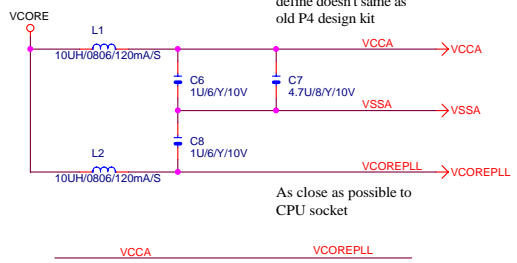 define doesn't same as
old P4 design kit
VCORE
L1
10UH/0806/120mA/S
VCCA
VCCA
C6
1U/6/Y/10V
C7
4.7U/8/Y/10V
VSSA
VSSA
C8
1U/6/Y/10V
L2
10UH/0806/120mA/S
VCOREPLL
VCOREPLL
As close as possible to
CPU socket
VCCA
VCOREPLL